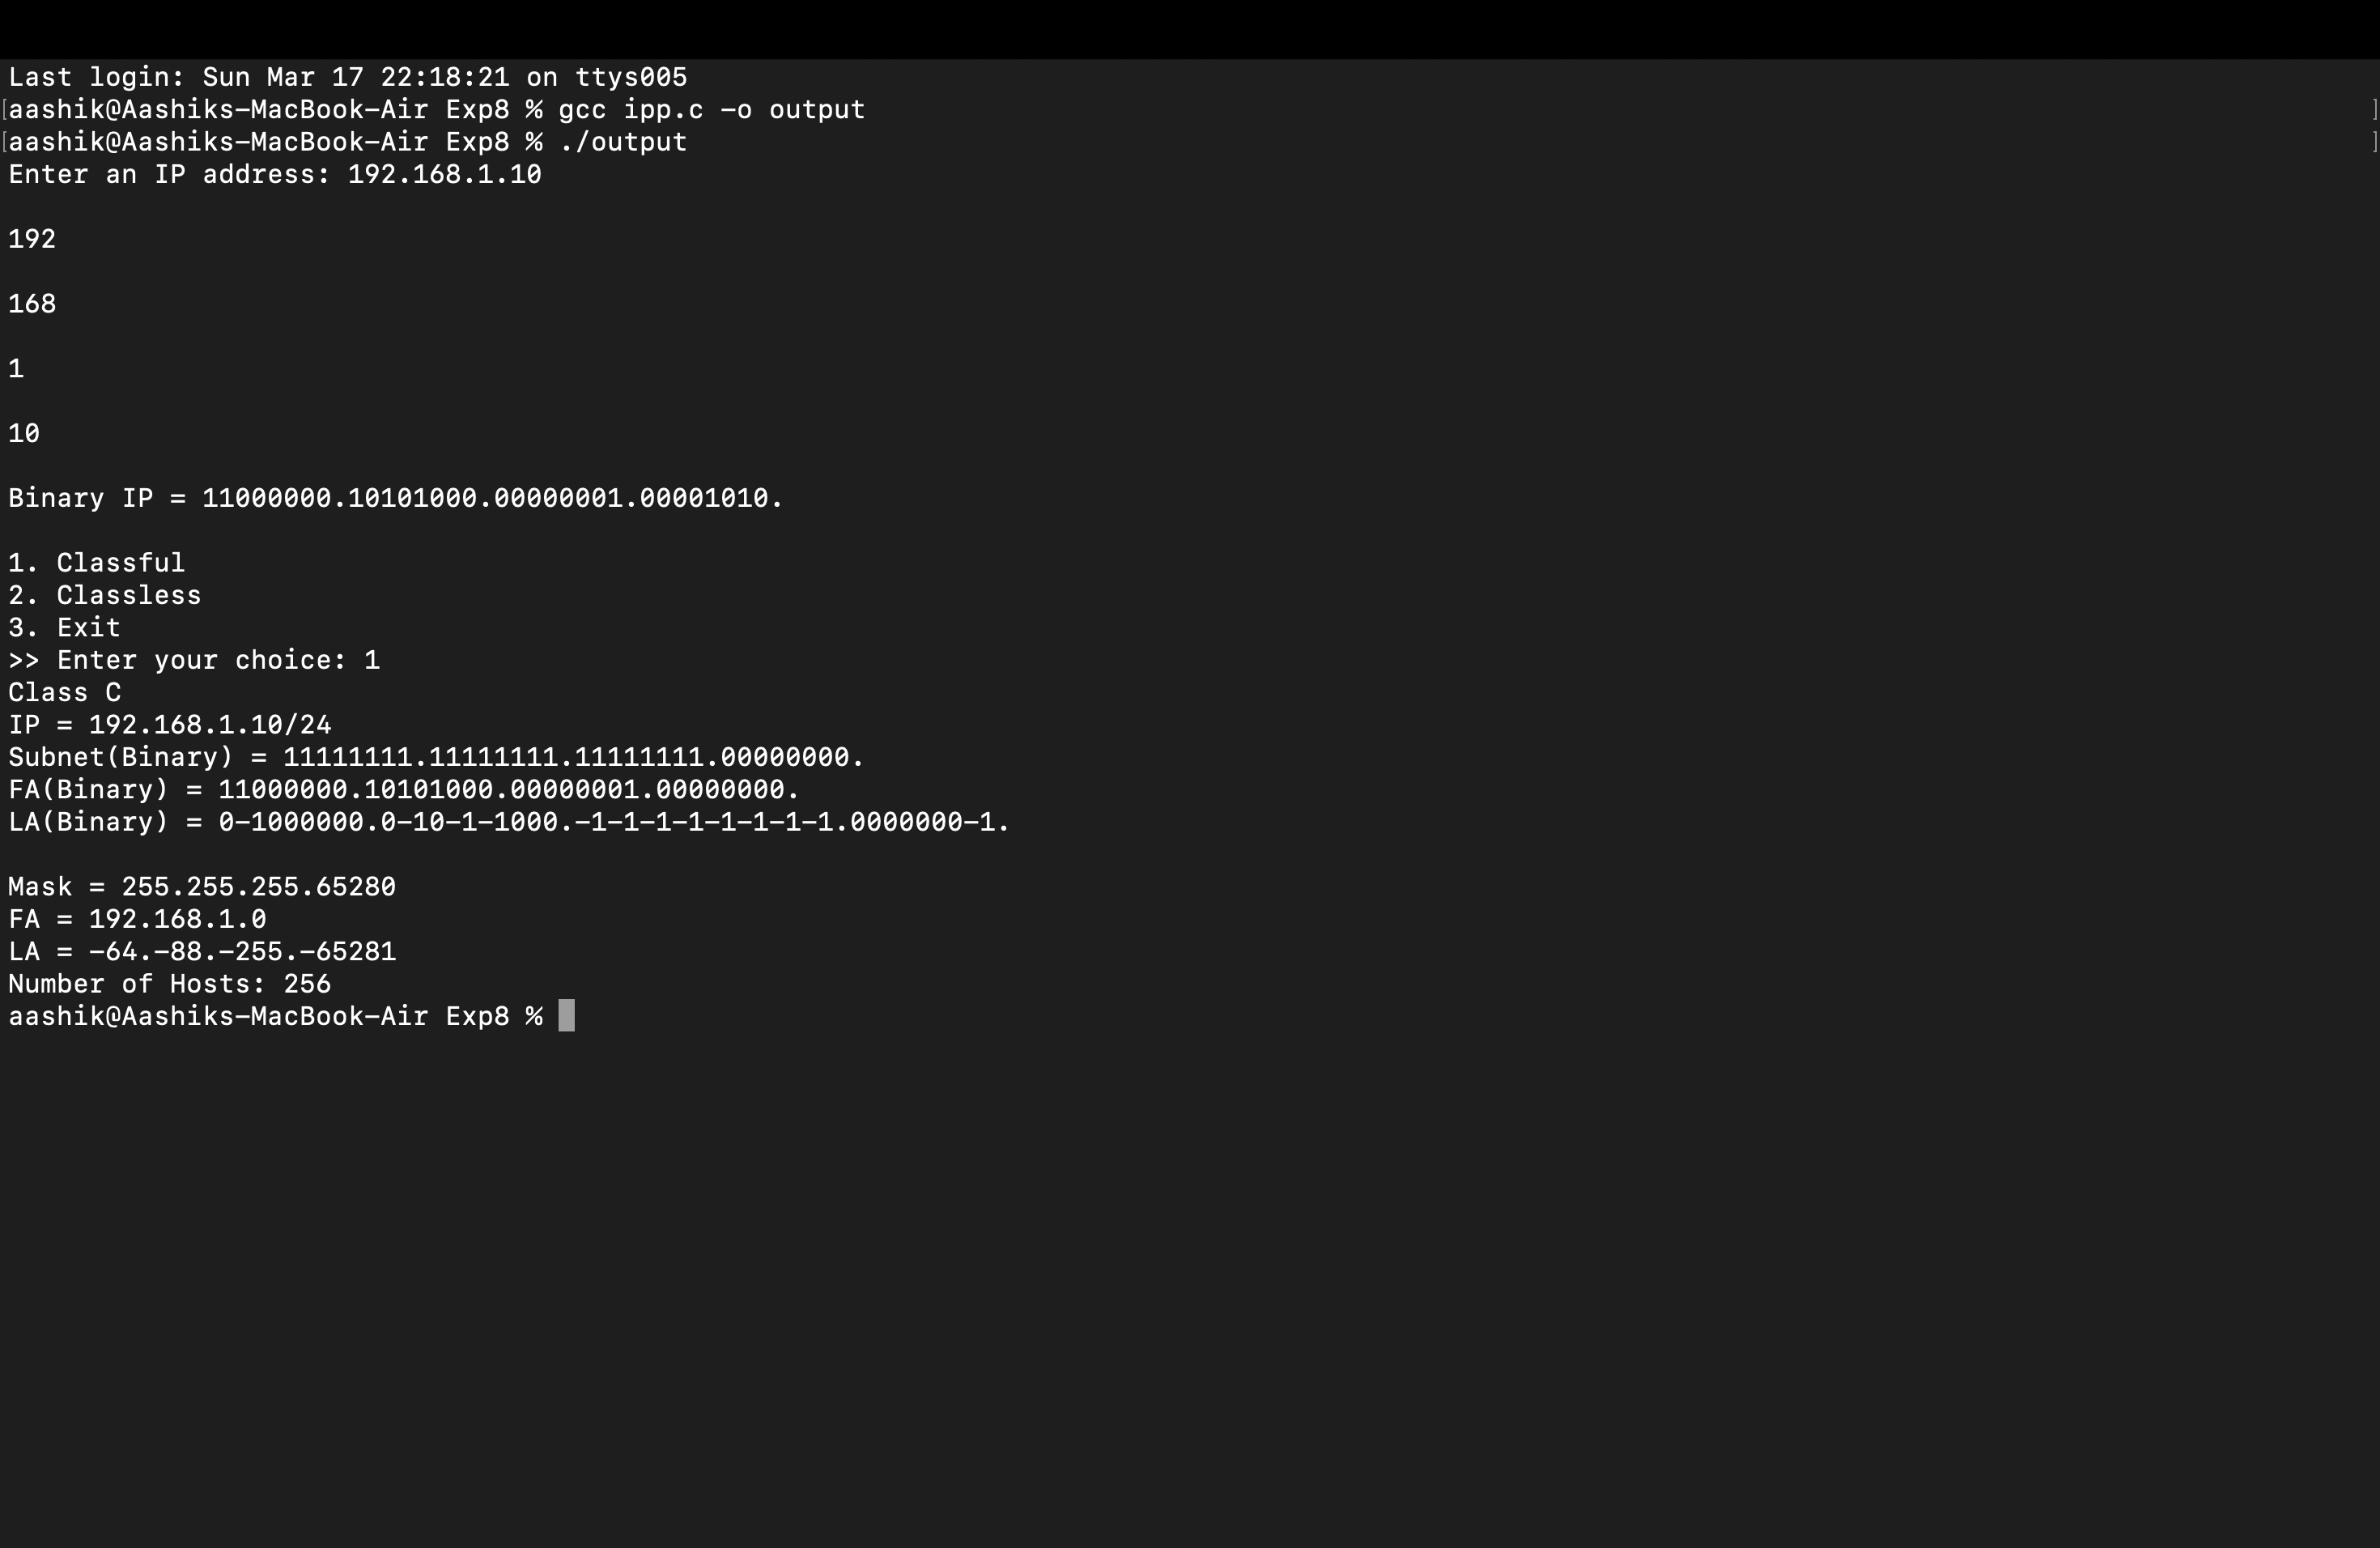 Last login: Sun Mar 17 22:18:21 on ttys005
[aashik@Aashiks-MacBook-Air Exp8 % gcc ipp.c -o output ]
[aashik@Aashiks-MacBook-Air Exp8 % ./output ]
Enter an IP address: 192.168.1.10
192
168
1
10
Binary IP = 11000000.10101000.00000001.00001010.
1. Classful
2. Classless
3. Exit
>> Enter your choice: 1
Class C
IP = 192.168.1.10/24
Subnet(Binary) = 11111111.11111111.11111111.00000000.
FA(Binary) = 11000000.10101000.00000001.00000000.
LA(Binary) = 0-1000000.0-10-1-1000.-1-1-1-1-1-1-1-1.0000000-1.
Mask = 255.255.255.65280
FA = 192.168.1.0
LA = -64.-88.-255.-65281
Number of Hosts: 256
aashik@Aashiks-MacBook-Air Exp8 %